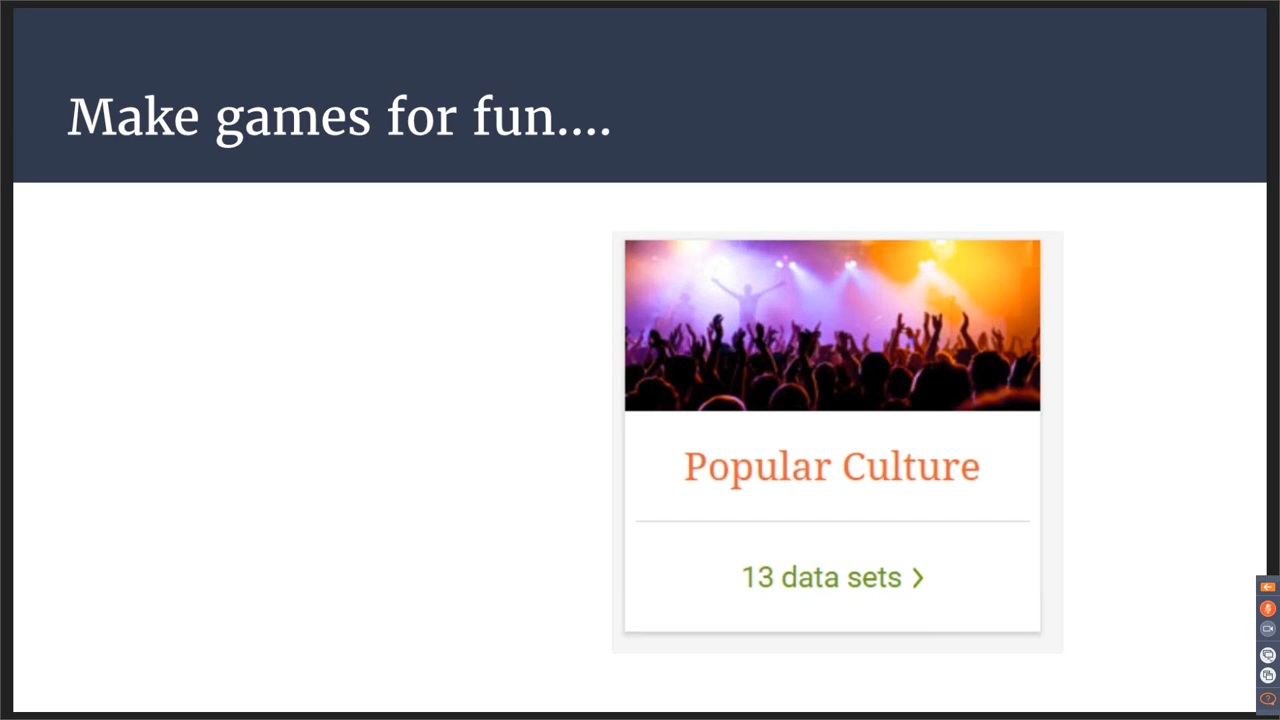 Make games for fun....
Popular Culture
13 data sets >